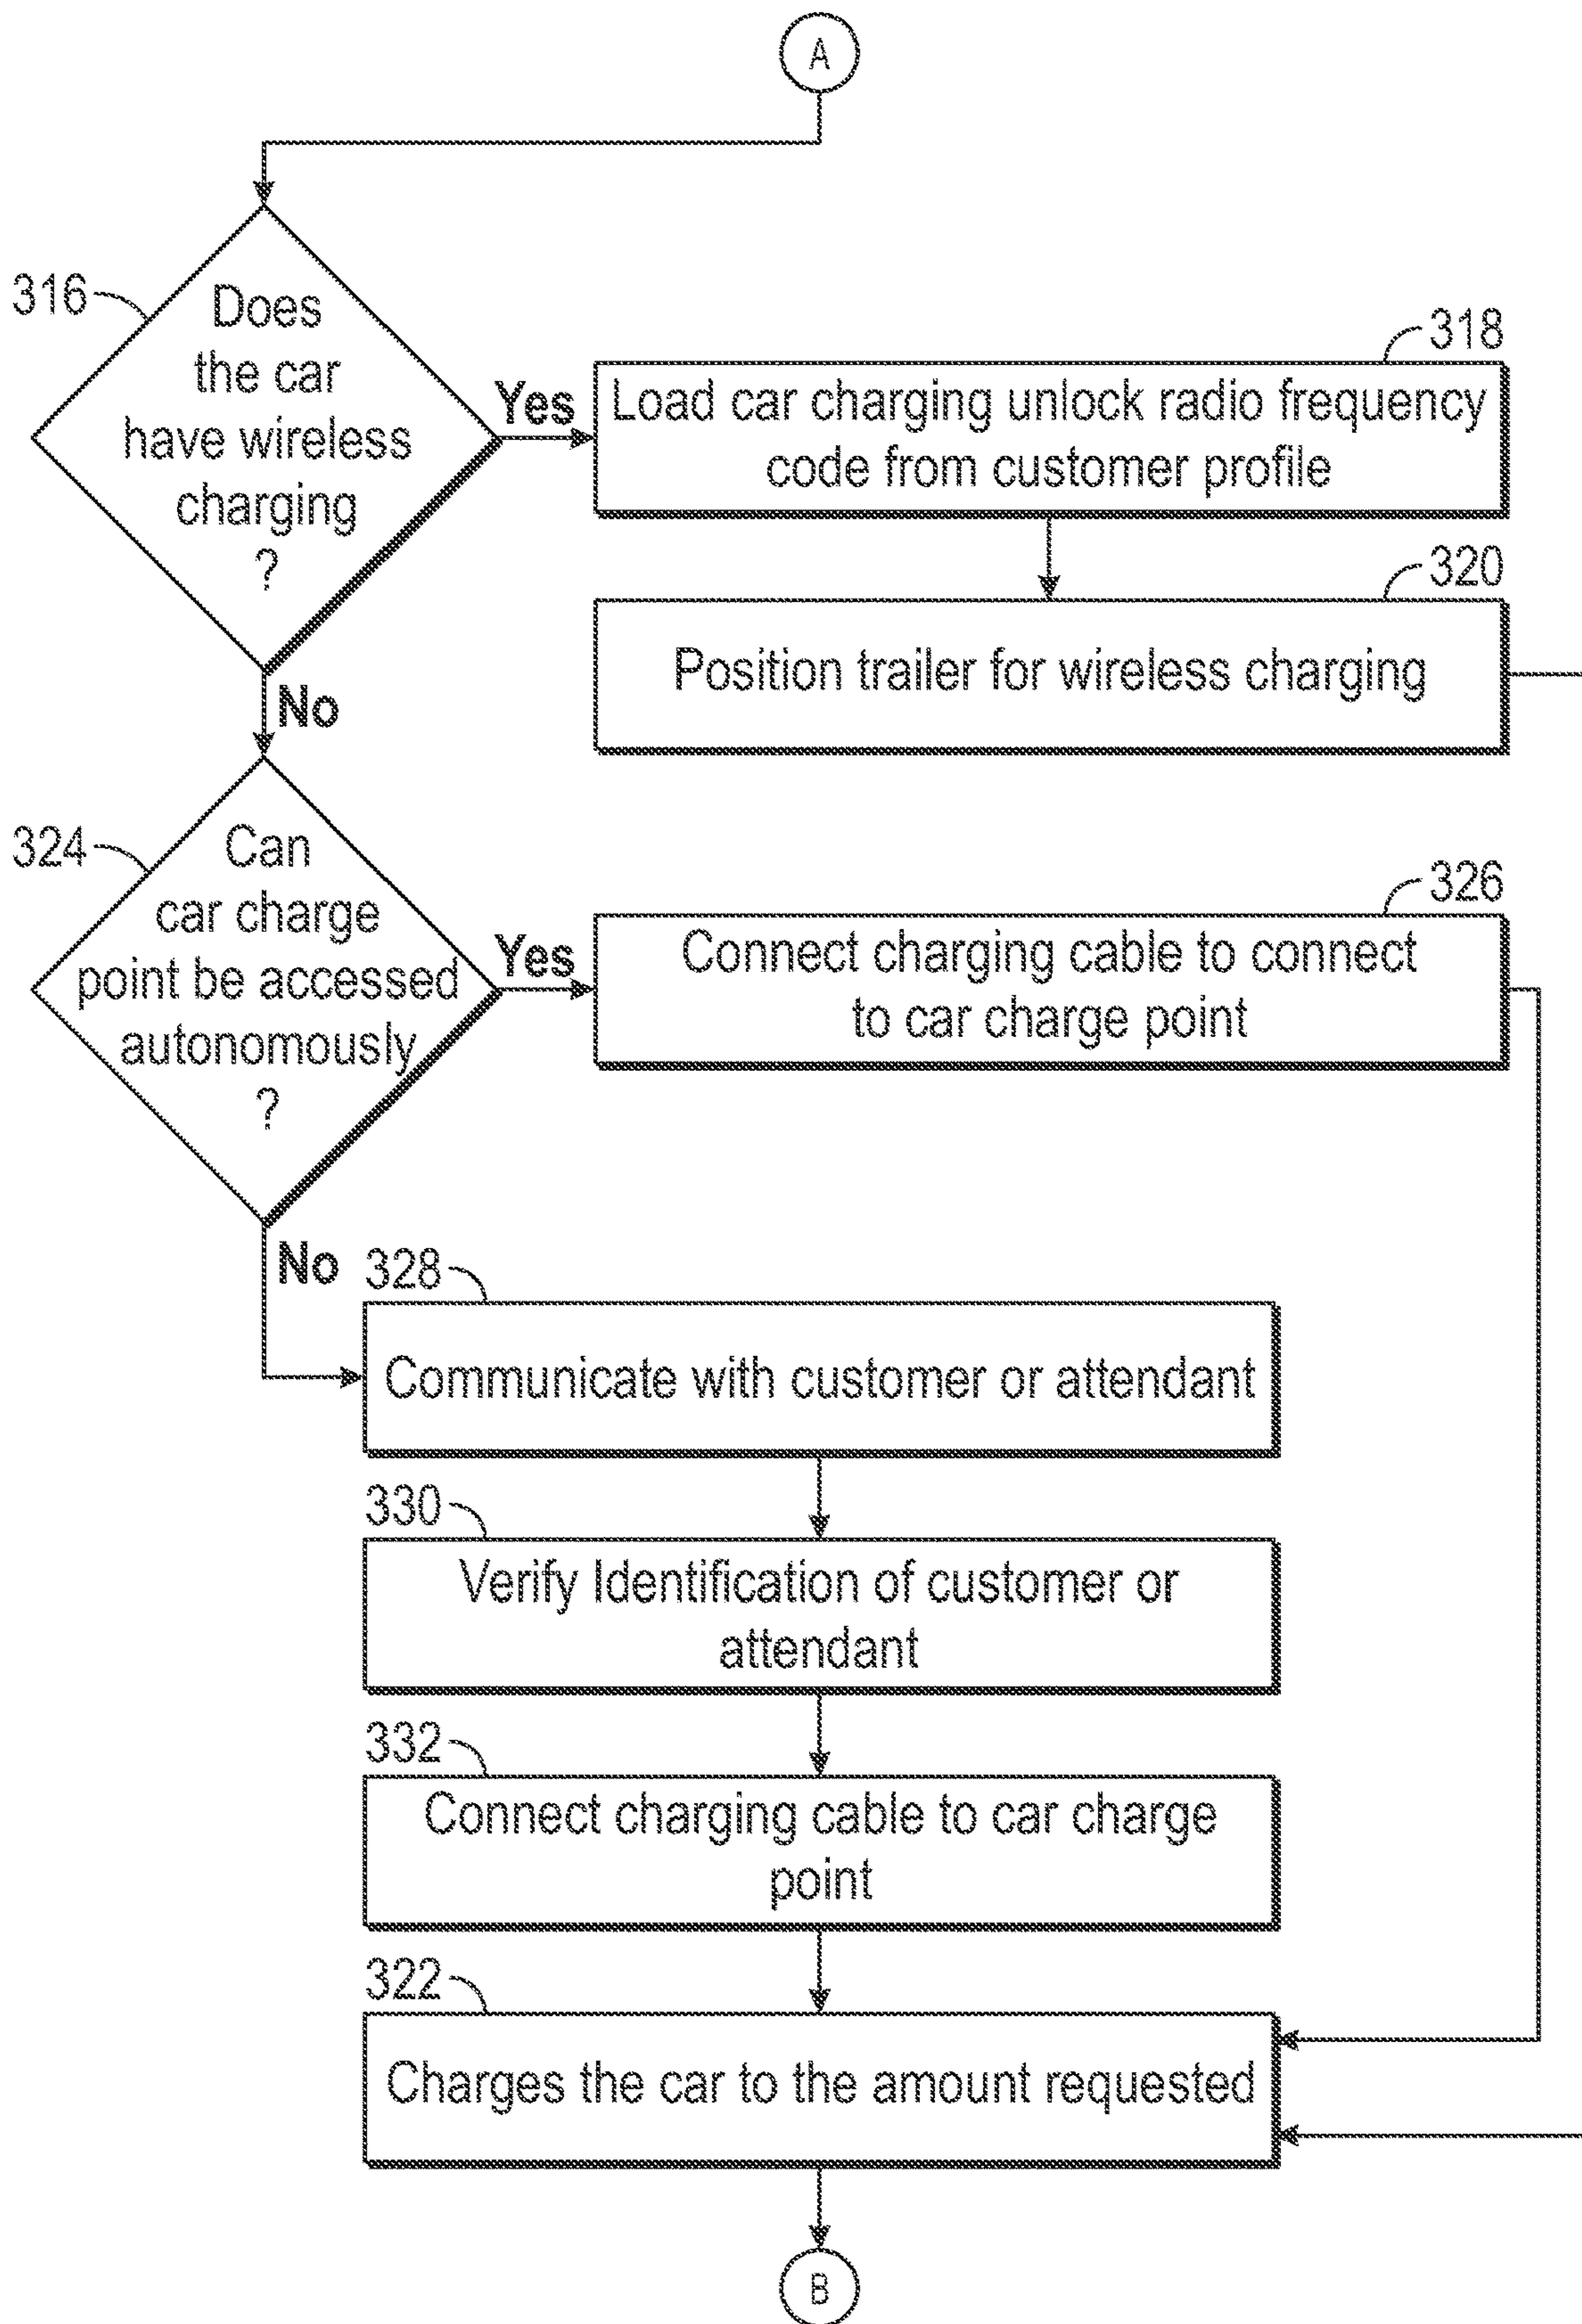 A
316
Does
the car
have wireless
charging
?
Yes
318
Load car charging unlock radio frequency
code from customer profile
320
Position trailer for wireless charging
No
324
Can
car charge
point be accessed
autonomously
?
Yes
326
Connect charging cable to connect
to car charge point
No
328
Communicate with customer or attendant
330
Verify Identification of customer or
attendant
332
Connect charging cable to car charge
point
322
Charges the car to the amount requested
B